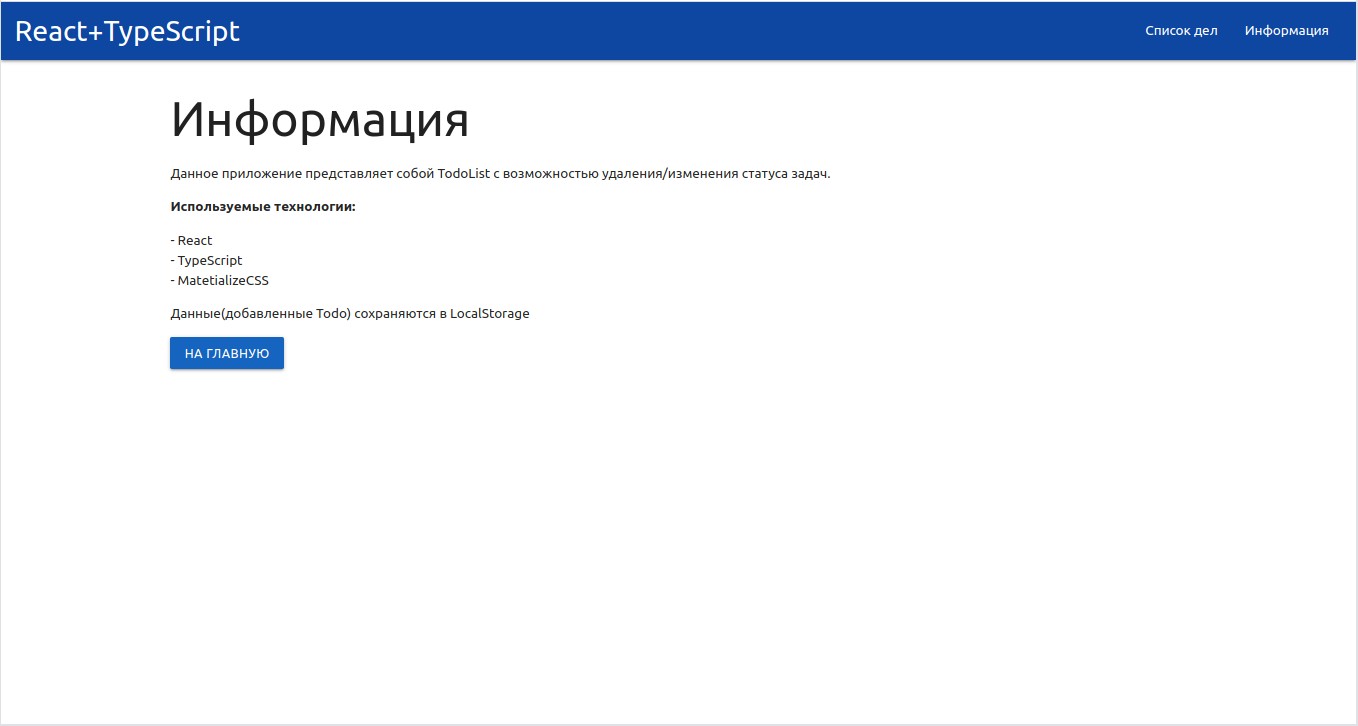 React+TypeScript
Список дел
Информация
Информация
Данное приложение представляет собой TodoList с возможностью удаления/изменения статуса задач.
Используемые технологии:
- React
- TypeScript
- MatetializeCSS
Данные(добавленные Todo) сохраняются в LocalStorage
НА ГЛАВНУЮ